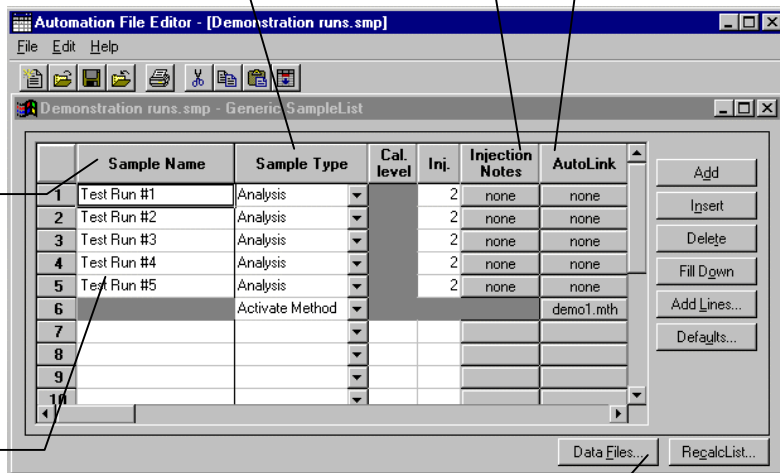 Automation File Editor - [Demonstration runs.smp]
File Edit Help
Demonstration runs.smp - Generic SampleList
Sample Name Sample Type Cal. level Inj. Injection Notes AutoLink
1 Test Run #1 Analysis 2 none none
2 Test Run #2 Analysis 2 none none
3 Test Run #3 Analysis 2 none none
4 Test Run #4 Analysis 2 none none
5 Test Run #5 Analysis 2 none none
6 Activate Method demo1.mth
7
8
9
10
Add
Insert
Delete
Fill Down
Add Lines...
Defaults...
Data Files... RecalcList...